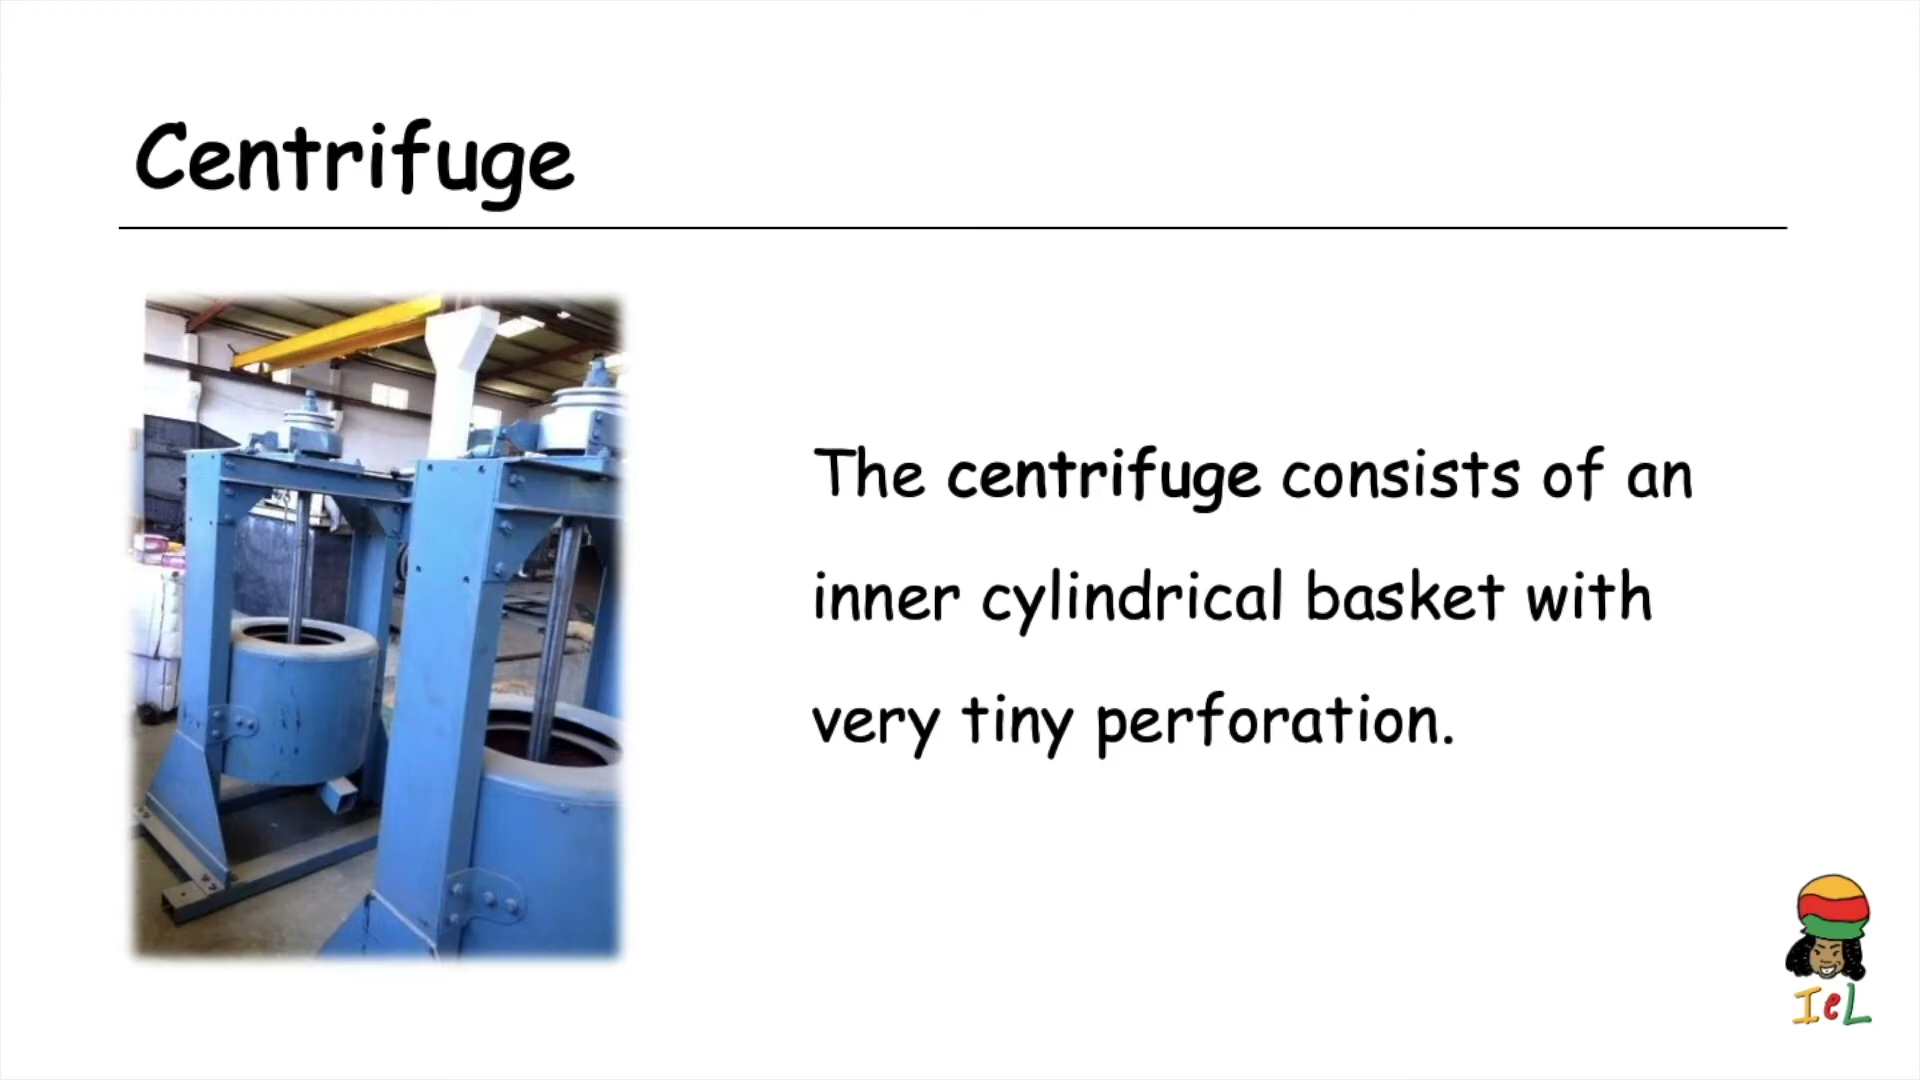 Centrifuge
The centrifuge consists of an
inner cylindrical basket with
very tiny perforation.
IeL